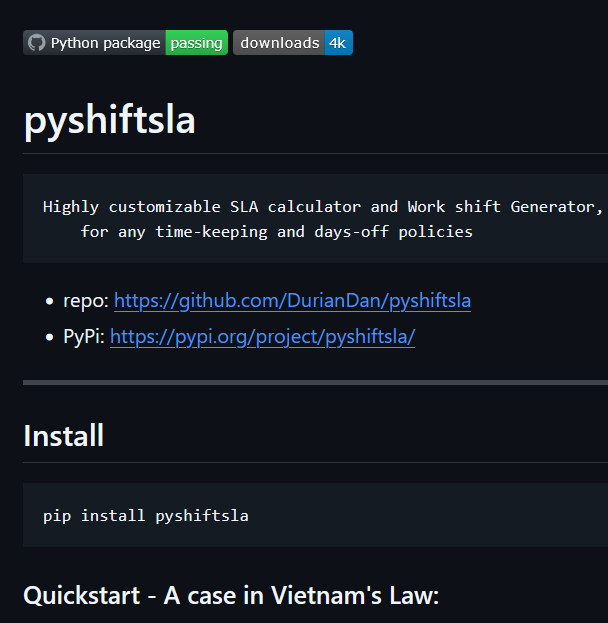 Python package passing downloads 4k
pyshiftsla
Highly customizable SLA calculator and Work shift Generator,
for any time-keeping and days-off policies
repo: https://github.com/DurianDan/pyshiftsla
PyPi: https://pypi.org/project/pyshiftsla/
Install
pip install pyshiftsla
Quickstart - A case in Vietnam's Law: